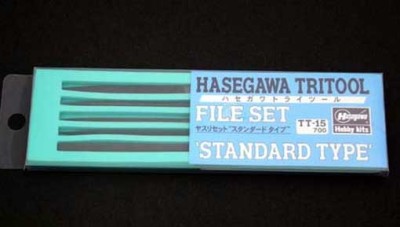 HASEGAWA TRITOOL
ハセガワトライツール
FILE SET
ヤスリセット"スタンダードタイプ"
TT-15
700
Hasegawa
Hobby kits
'STANDARD TYPE'